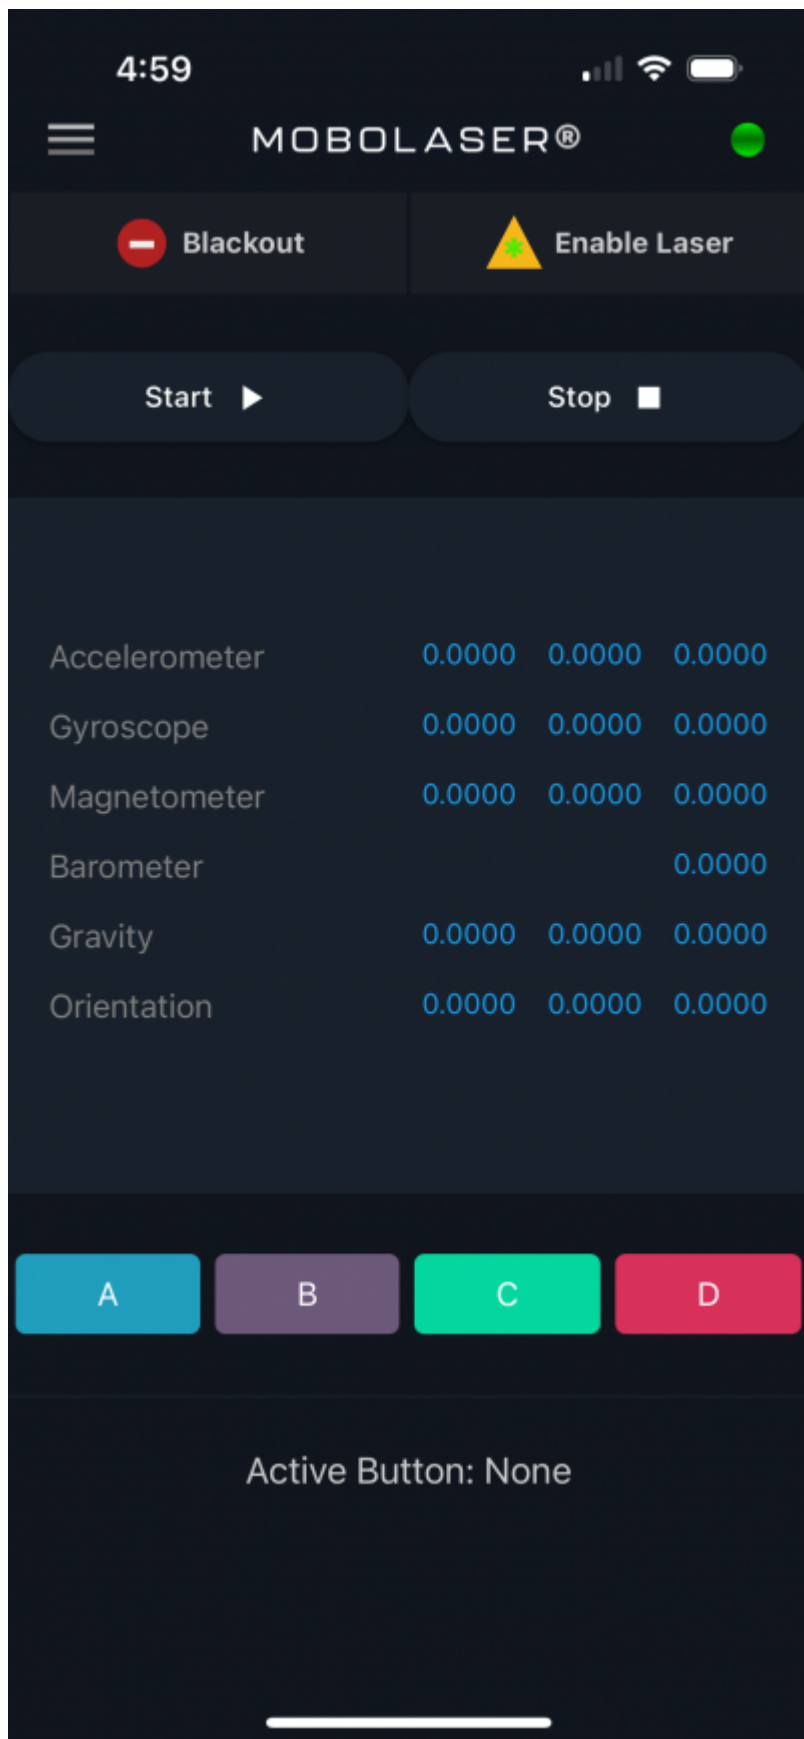 4:59
MOBOLASER®
Blackout Enable Laser
Start Stop
Accelerometer 0.0000 0.0000 0.0000
Gyroscope 0.0000 0.0000 0.0000
Magnetometer 0.0000 0.0000 0.0000
Barometer 0.0000
Gravity 0.0000 0.0000 0.0000
Orientation 0.0000 0.0000 0.0000
A B C D
Active Button: None